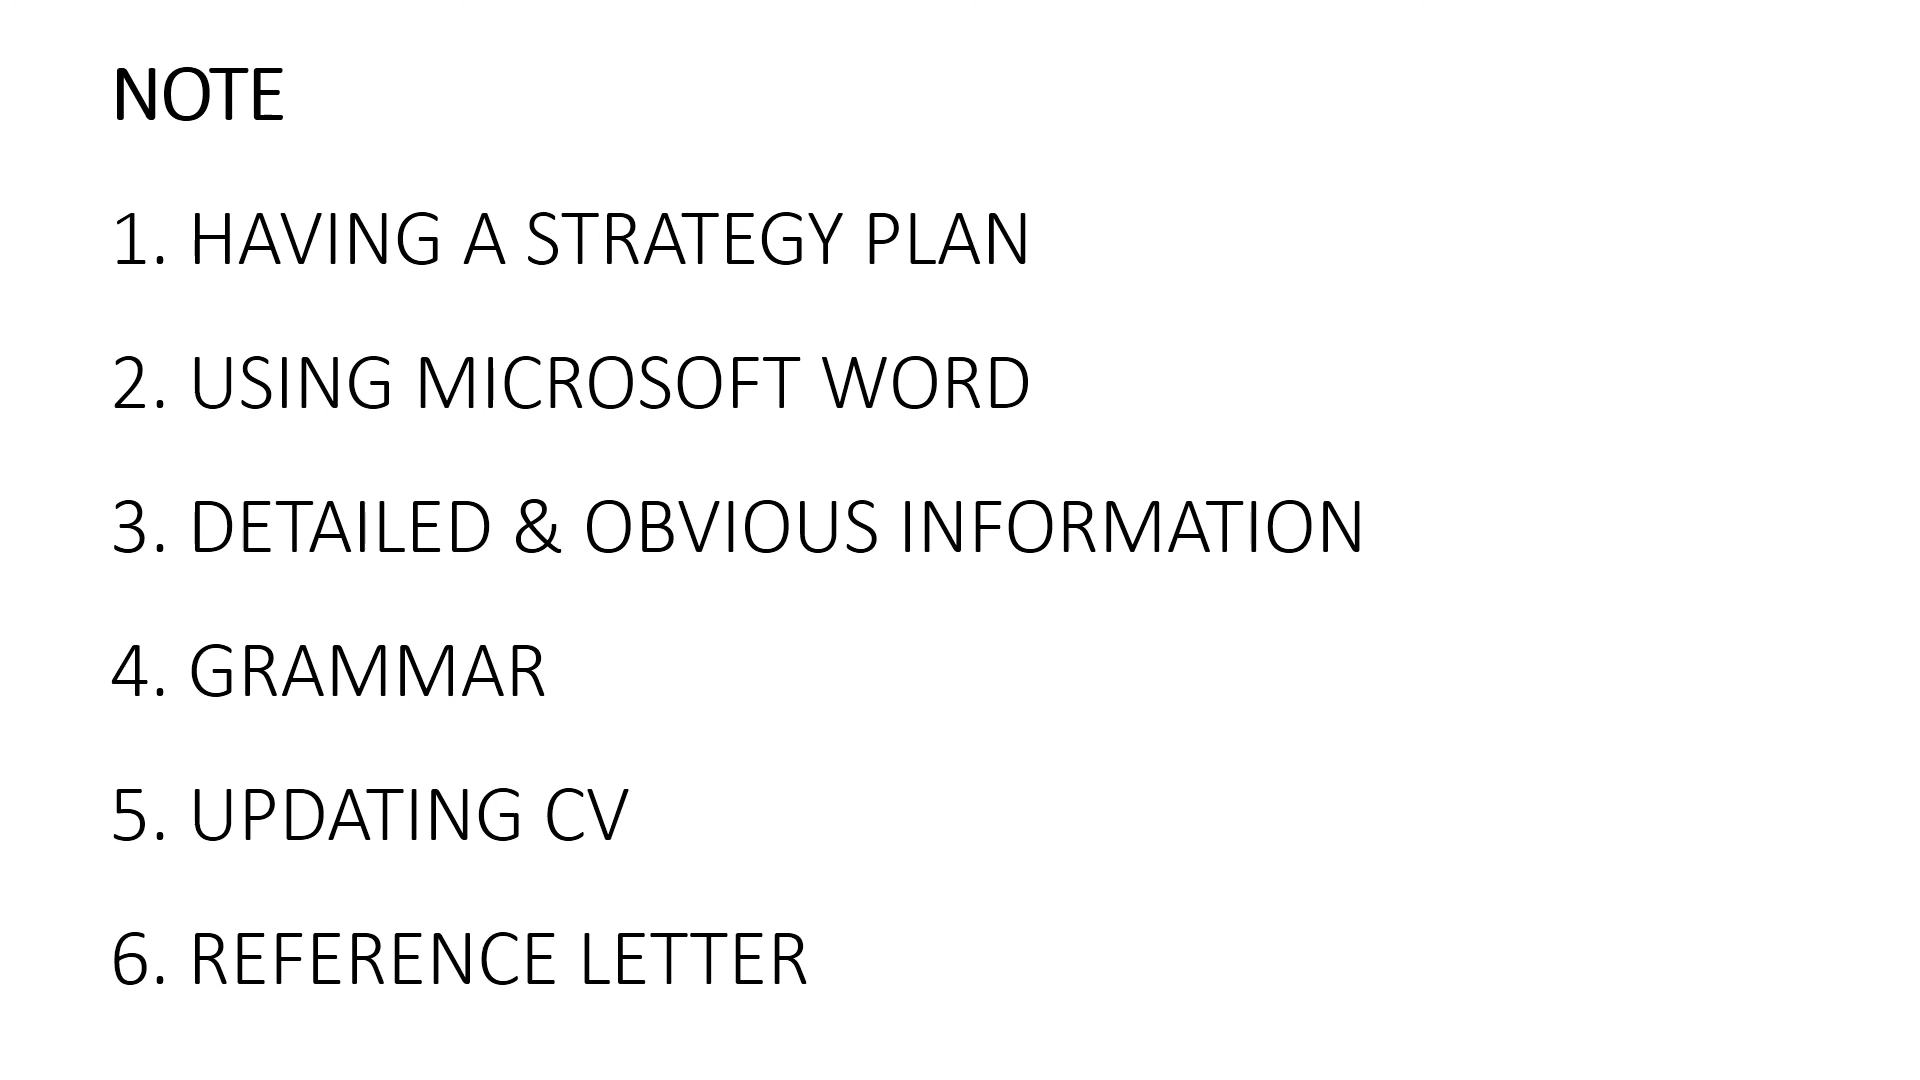 NOTE
1. HAVING A STRATEGY PLAN
2. USING MICROSOFT WORD
3. DETAILED & OBVIOUS INFORMATION
4. GRAMMAR
5. UPDATING CV
6. REFERENCE LETTER